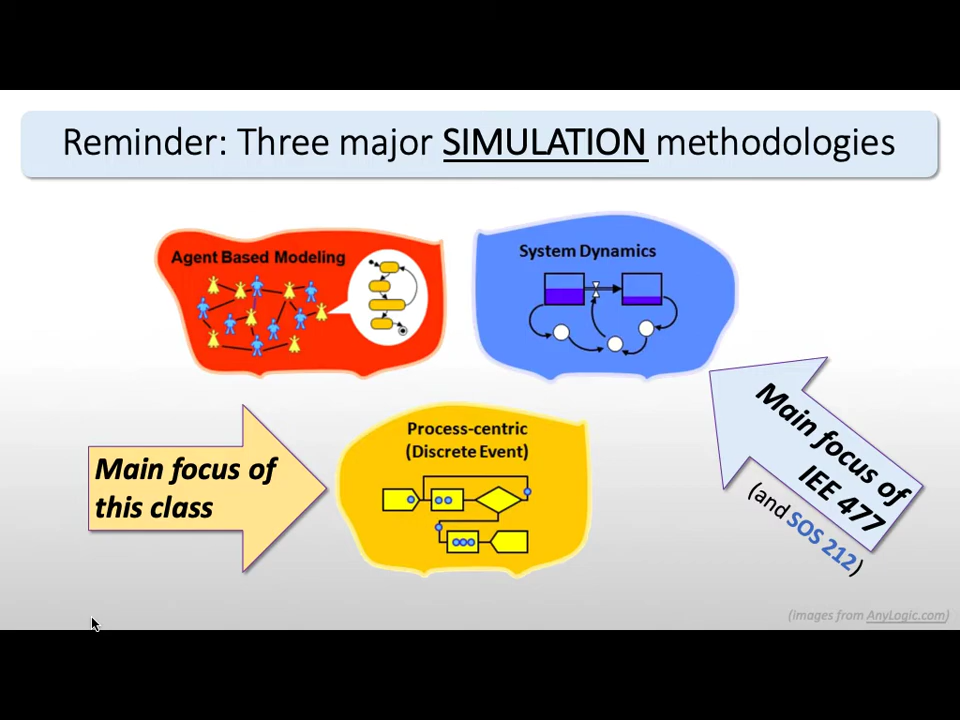 Reminder: Three major SIMULATION methodologies
Agent Based Modeling
System Dynamics
Process-centric
(Discrete Event)
Main focus of
this class
Main focus of
IEE 477
(and SOS 212)
(images from AnyLogic.com)